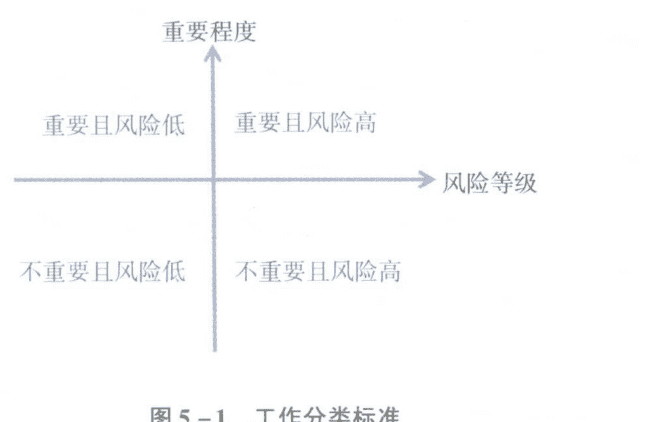 重要程度
重要且风险低
重要且风险高
风险等级
不重要且风险低
不重要且风险高
图5-1 工作分类标准